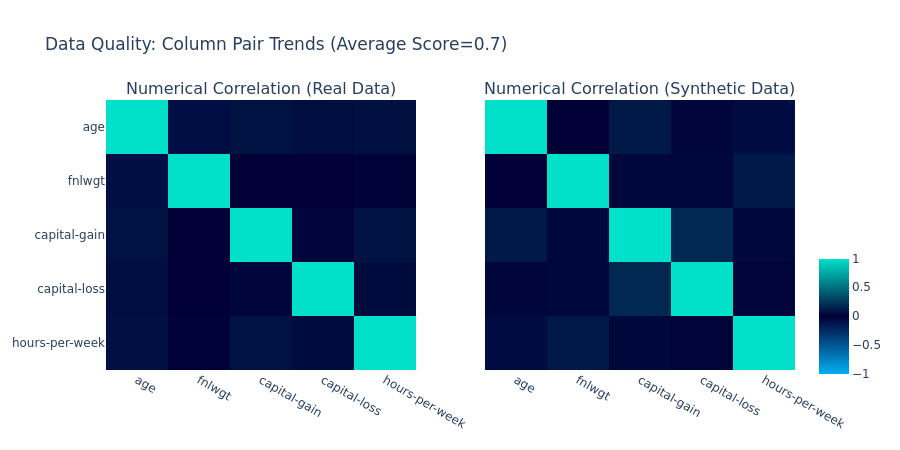 Data Quality: Column Pair Trends (Average Score=0.7)
Numerical Correlation (Real Data)
Numerical Correlation (Synthetic Data)
age
fnlwgt
capital-gain
capital-loss
hours-per-week
age
fnlwgt
capital-gain
capital-loss
hours-per-week
age
fnlwgt
capital-gain
capital-loss
hours-per-week
1
0.5
0
−0.5
−1